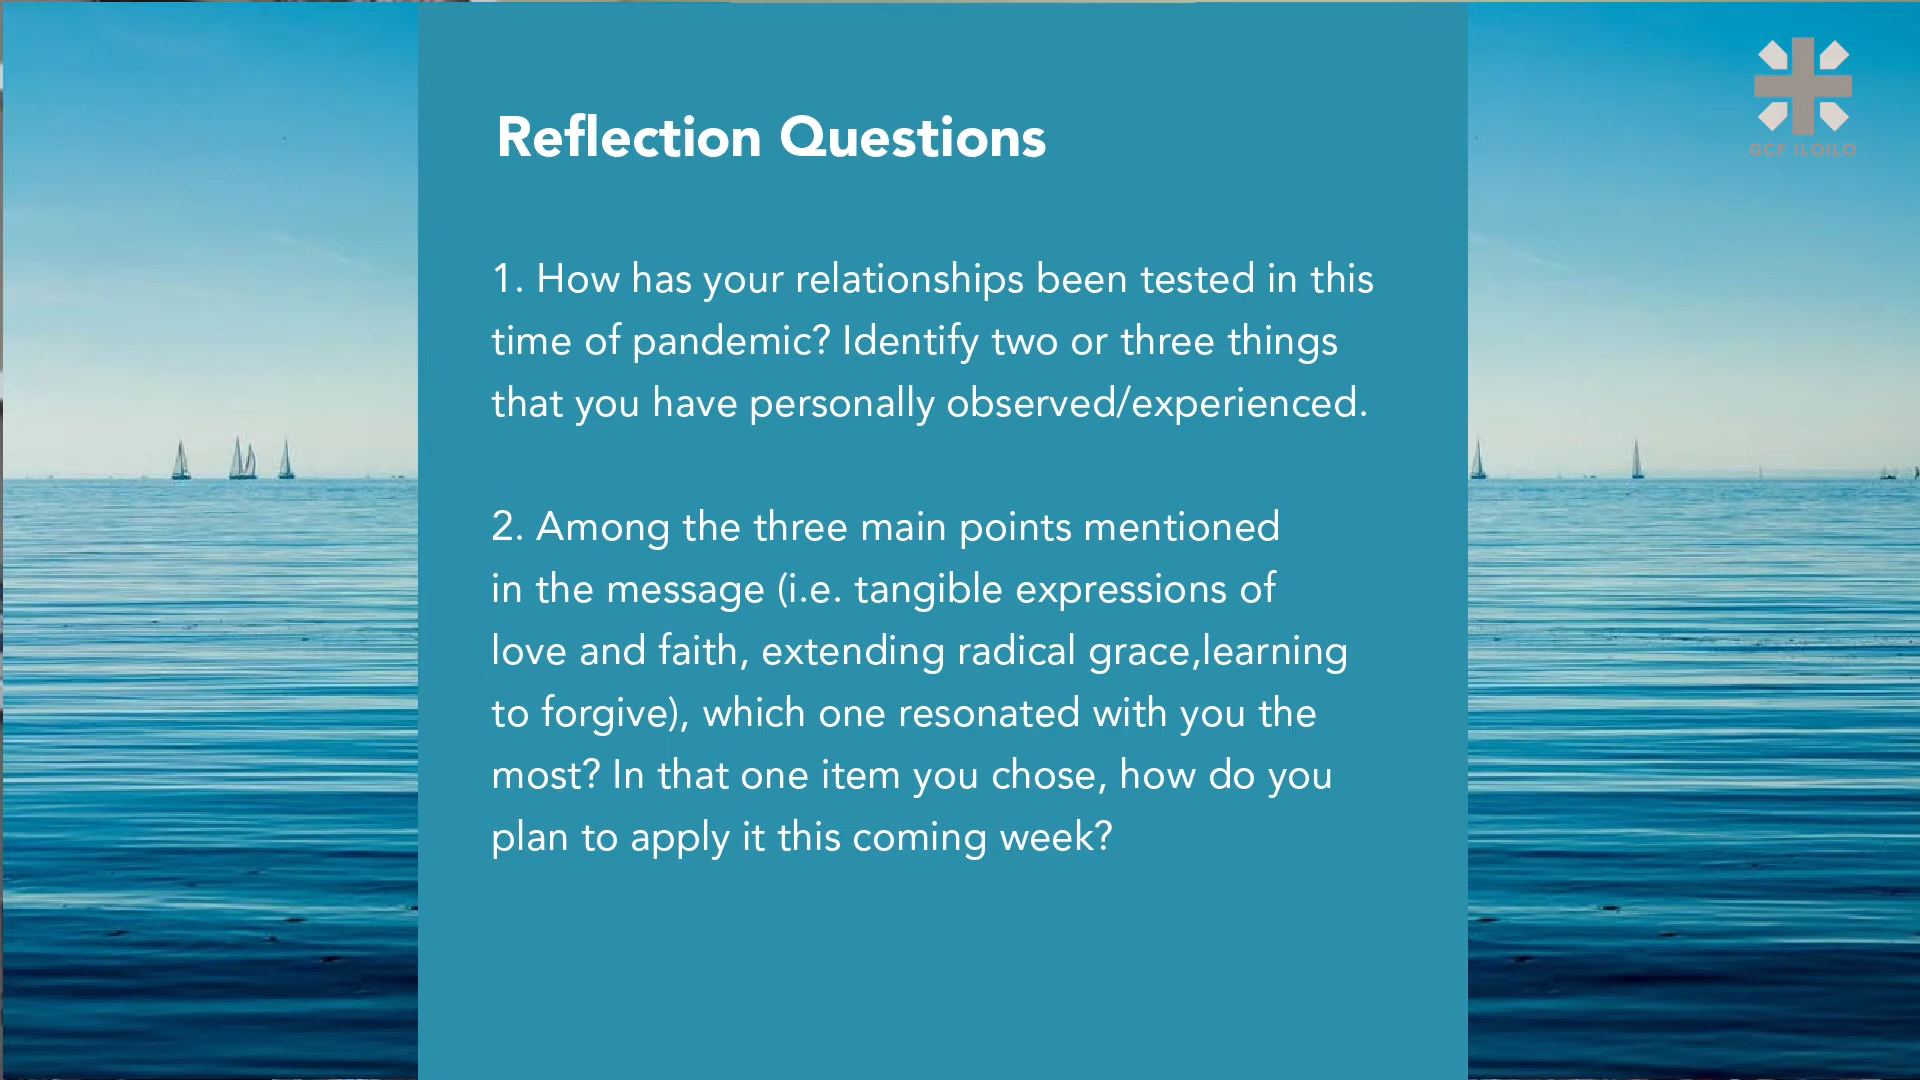 Reflection Questions
GCF ILOILO
1. How has your relationships been tested in this
time of pandemic? Identify two or three things
that you have personally observed/experienced.
2. Among the three main points mentioned
in the message (i.e. tangible expressions of
love and faith, extending radical grace,learning
to forgive), which one resonated with you the
most? In that one item you chose, how do you
plan to apply it this coming week?